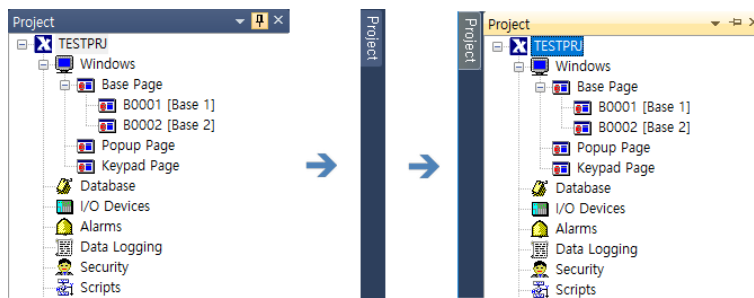 Project
TESTPRJ
Windows
Base Page
B0001 [Base 1]
B0002 [Base 2]
Popup Page
Keypad Page
Database
I/O Devices
Alarms
Data Logging
Security
Scripts
Project
Project
Project
TESTPRJ
Windows
Base Page
B0001 [Base 1]
B0002 [Base 2]
Popup Page
Keypad Page
Database
I/O Devices
Alarms
Data Logging
Security
Scripts